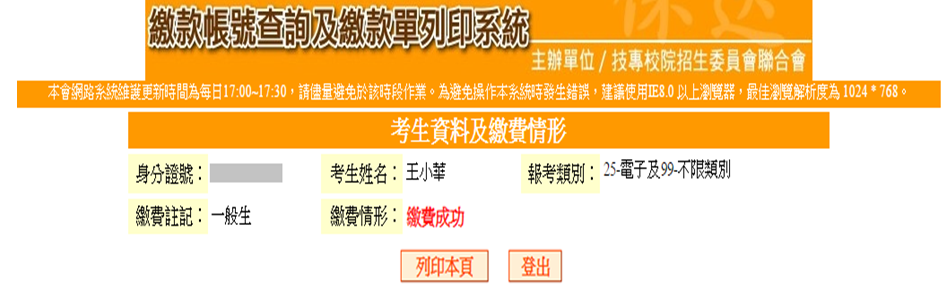 繳款帳號查詢及繳款單列印系統
主辦單位 / 技專校院招生委員會聯合會
本會網路系統維護更新時間為每日17:00~17:30，請儘量避免於該時段作業。為避免操作本系統時發生錯誤，建議使用IE8.0 以上瀏覽器，最佳瀏覽解析度為 1024 * 768。
考生資料及繳費情形
身分證號： 考生姓名： 王小華 報考類別： 25-電子及99-不限類別
繳費註記： 一般生 繳費情形： 繳費成功
列印本頁 登出